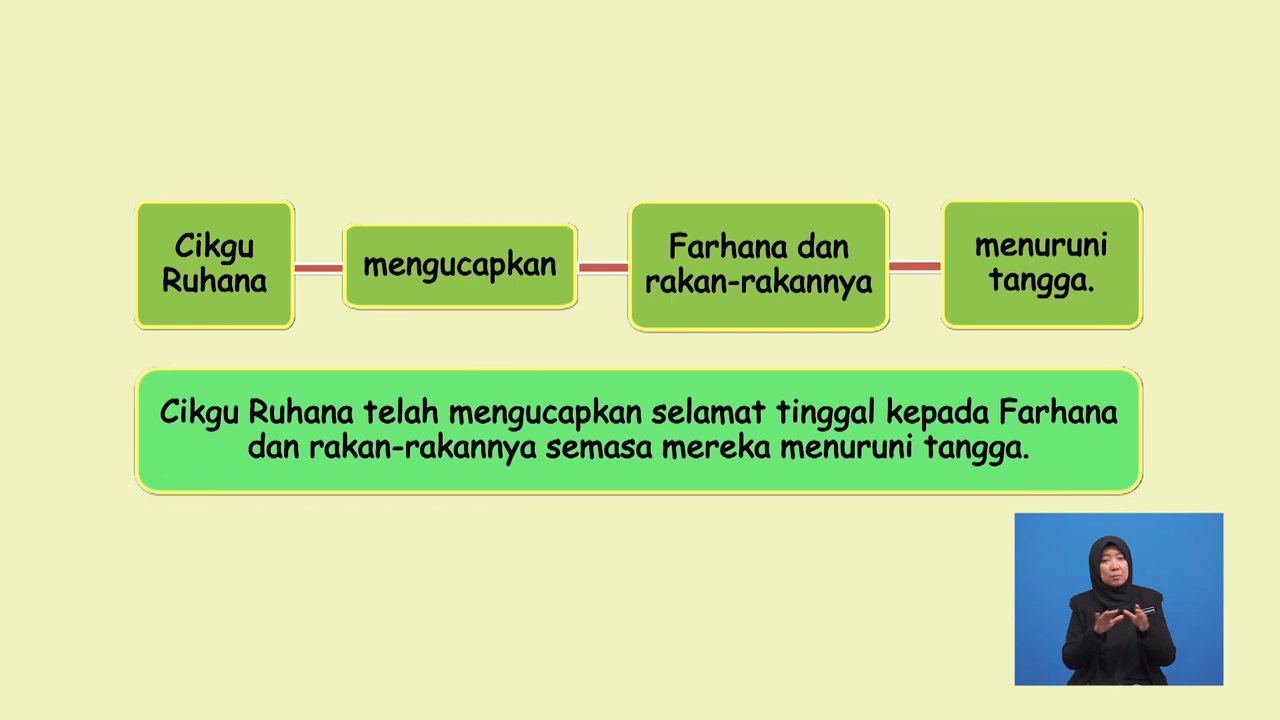 Cikgu
Ruhana
mengucapkan
Farhana dan
rakan-rakannya
menuruni
tangga.
Cikgu Ruhana telah mengucapkan selamat tinggal kepada Farhana
dan rakan-rakannya semasa mereka menuruni tangga.